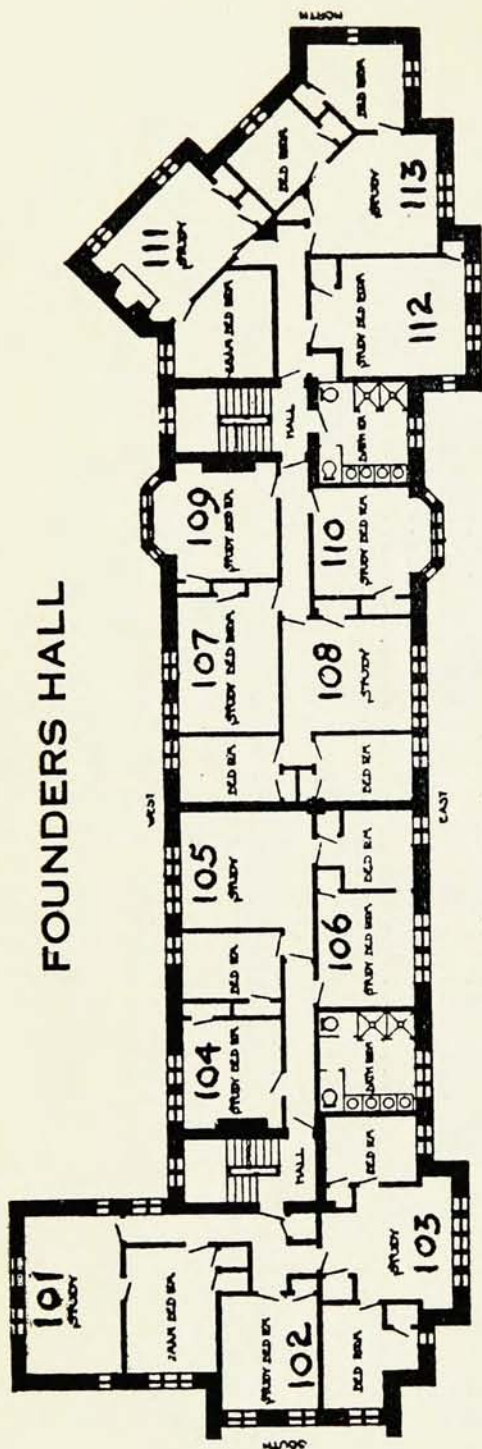 FOUNDERS HALL
NORTH
BED RM
BED RM
STUDY
111
STUDY
113
BED RM
STUDY BED RM
112
HALL
BATH RM
STUDY BED RM
109
STUDY BED RM
110
STUDY BED RM
107
108
STUDY
BED RM
BED RM
WEST
EAST
105
STUDY
BED RM
BED RM
106
STUDY BED RM
104
STUDY BED RM
BATH RM
HALL
BED RM
101
STUDY
BED RM
STUDY
103
STUDY BED RM
102
BED RM
SOUTH